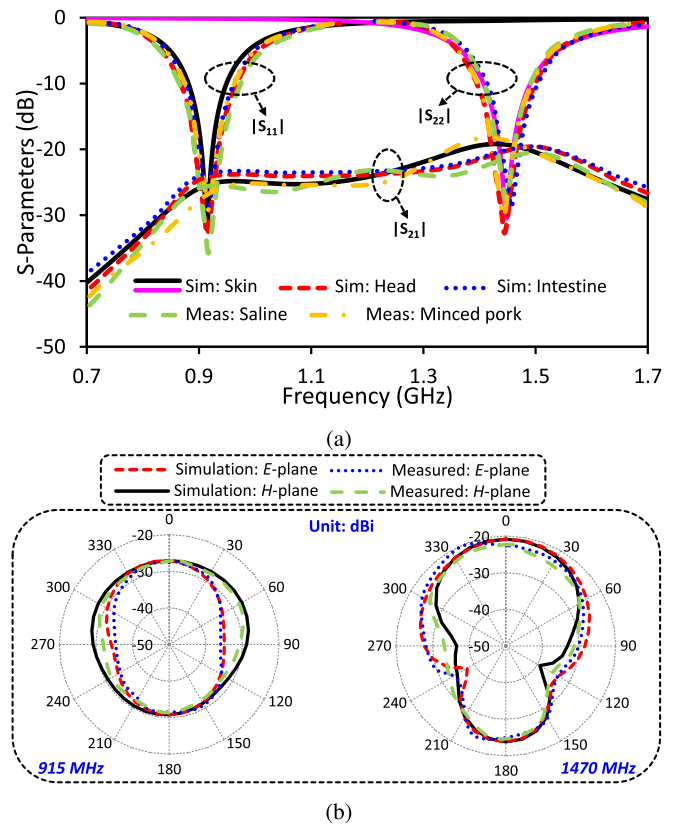 0
-10
-20
-30
-40
-50
S-Parameters (dB)
|S11|
|S22|
|S21|
Sim: Skin
Sim: Head
Sim: Intestine
Meas: Saline
Meas: Minced pork
0.7 0.9 1.1 1.3 1.5 1.7
Frequency (GHz)
(a)
Simulation: E-plane
Measured: E-plane
Simulation: H-plane
Measured: H-plane
Unit: dBi
0
30
60
90
120
150
180
210
240
270
300
330
-20
-30
-40
-50
915 MHz
0
30
60
90
120
150
180
210
240
270
300
330
-20
-30
-40
-50
1470 MHz
(b)